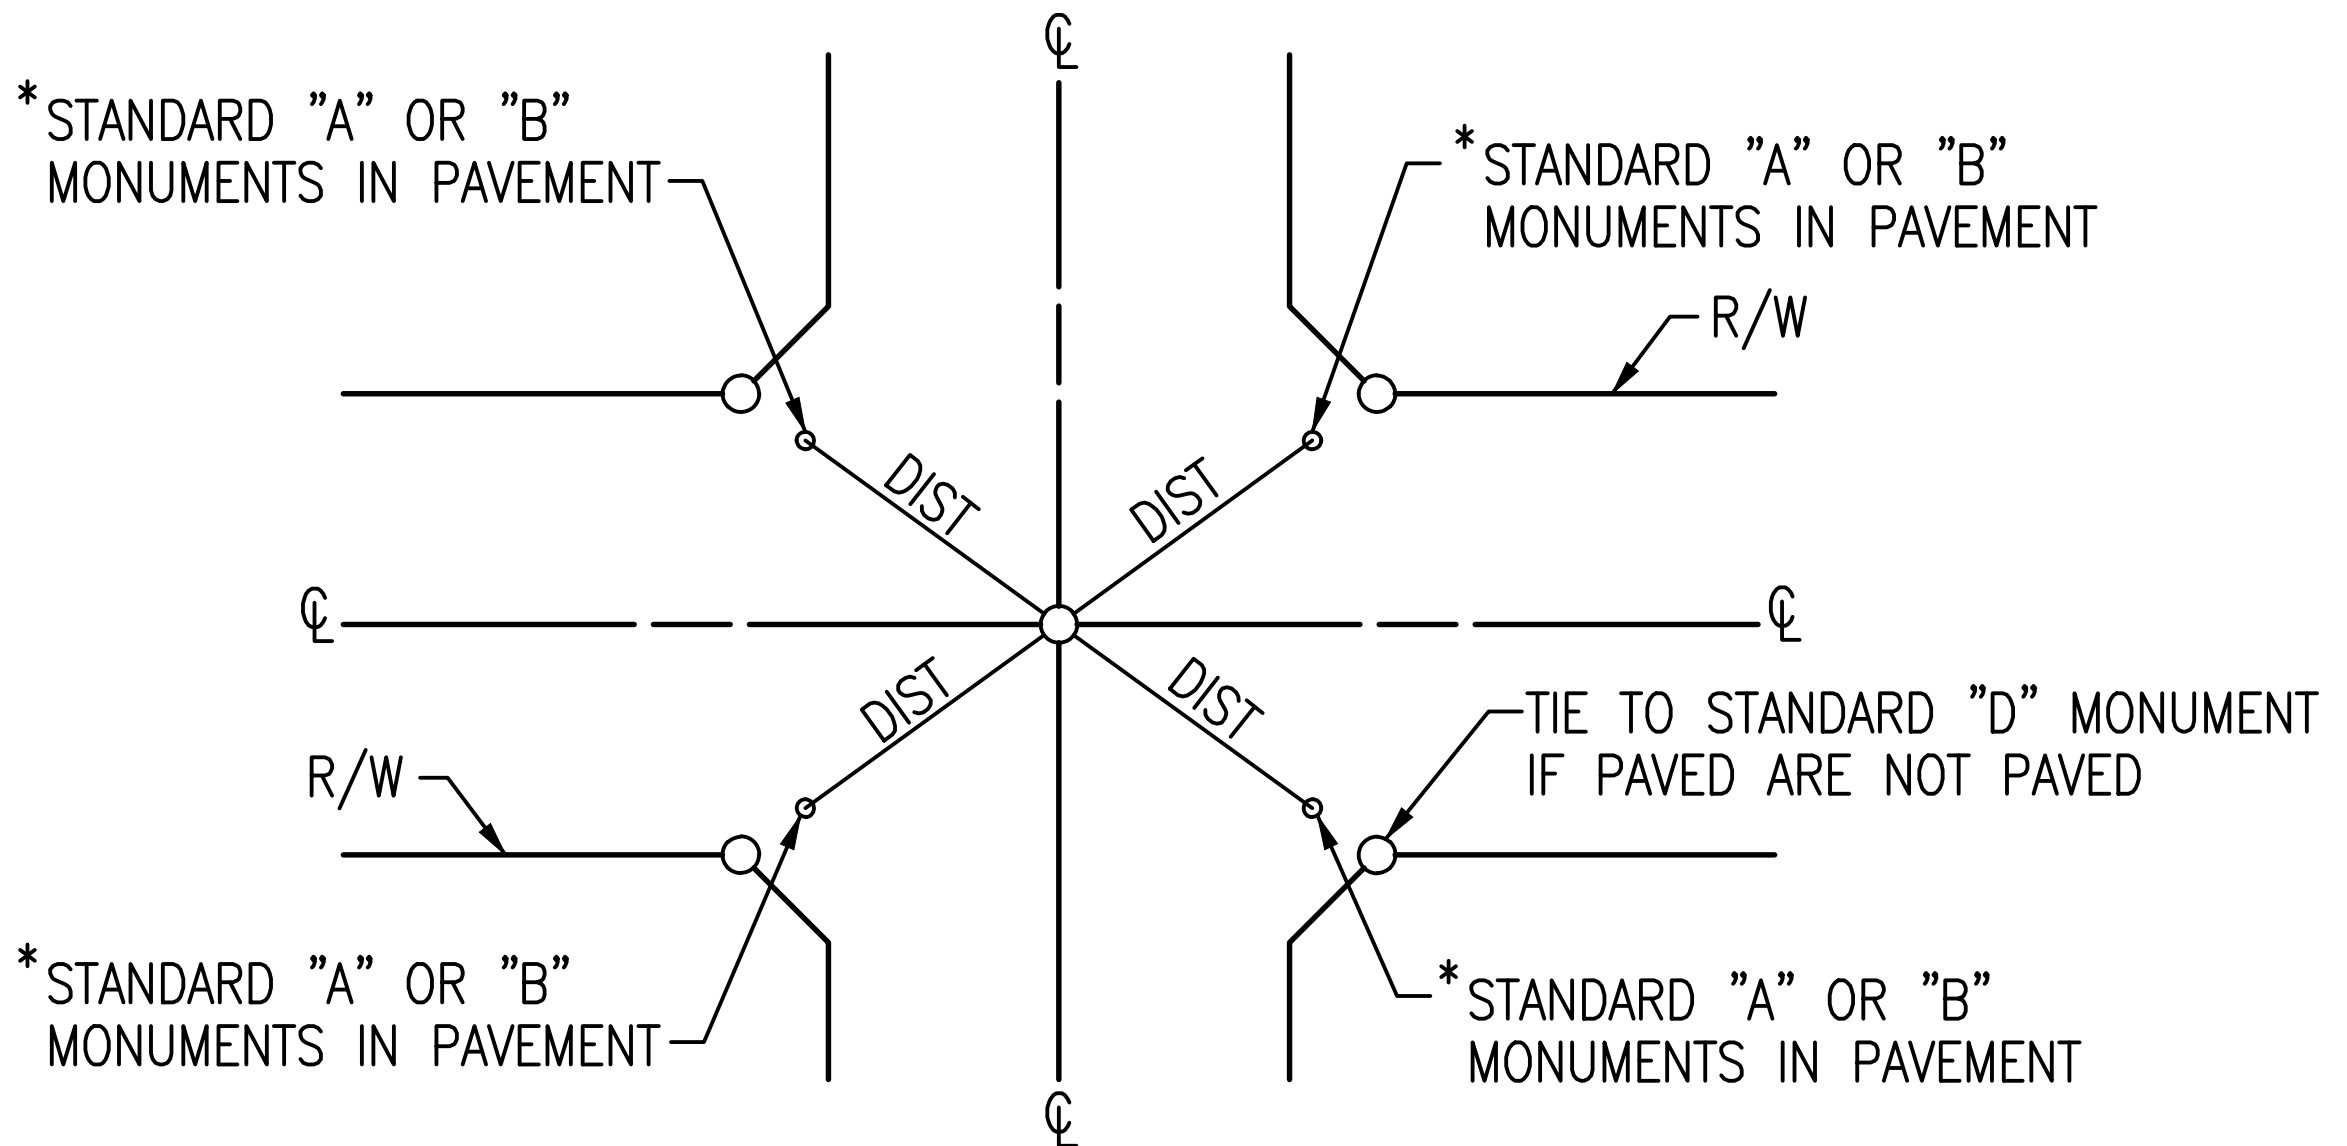 ℄
*STANDARD "A" OR "B"
MONUMENTS IN PAVEMENT
*STANDARD "A" OR "B"
MONUMENTS IN PAVEMENT
R/W
DIST
DIST
℄
℄
DIST
DIST
TIE TO STANDARD "D" MONUMENT
IF PAVED ARE NOT PAVED
R/W
*STANDARD "A" OR "B"
MONUMENTS IN PAVEMENT
*STANDARD "A" OR "B"
MONUMENTS IN PAVEMENT
℄